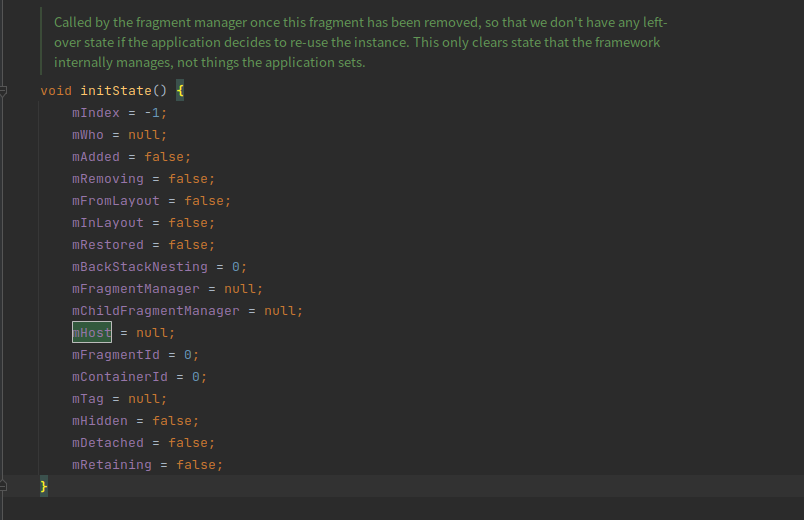 Called by the fragment manager once this fragment has been removed, so that we don't have any left-
over state if the application decides to re-use the instance. This only clears state that the framework
internally manages, not things the application sets.
void initState() {
mIndex = -1;
mWho = null;
mAdded = false;
mRemoving = false;
mFromLayout = false;
mInLayout = false;
mRestored = false;
mBackStackNesting = 0;
mFragmentManager = null;
mChildFragmentManager = null;
mHost = null;
mFragmentId = 0;
mContainerId = 0;
mTag = null;
mHidden = false;
mDetached = false;
mRetaining = false;
}